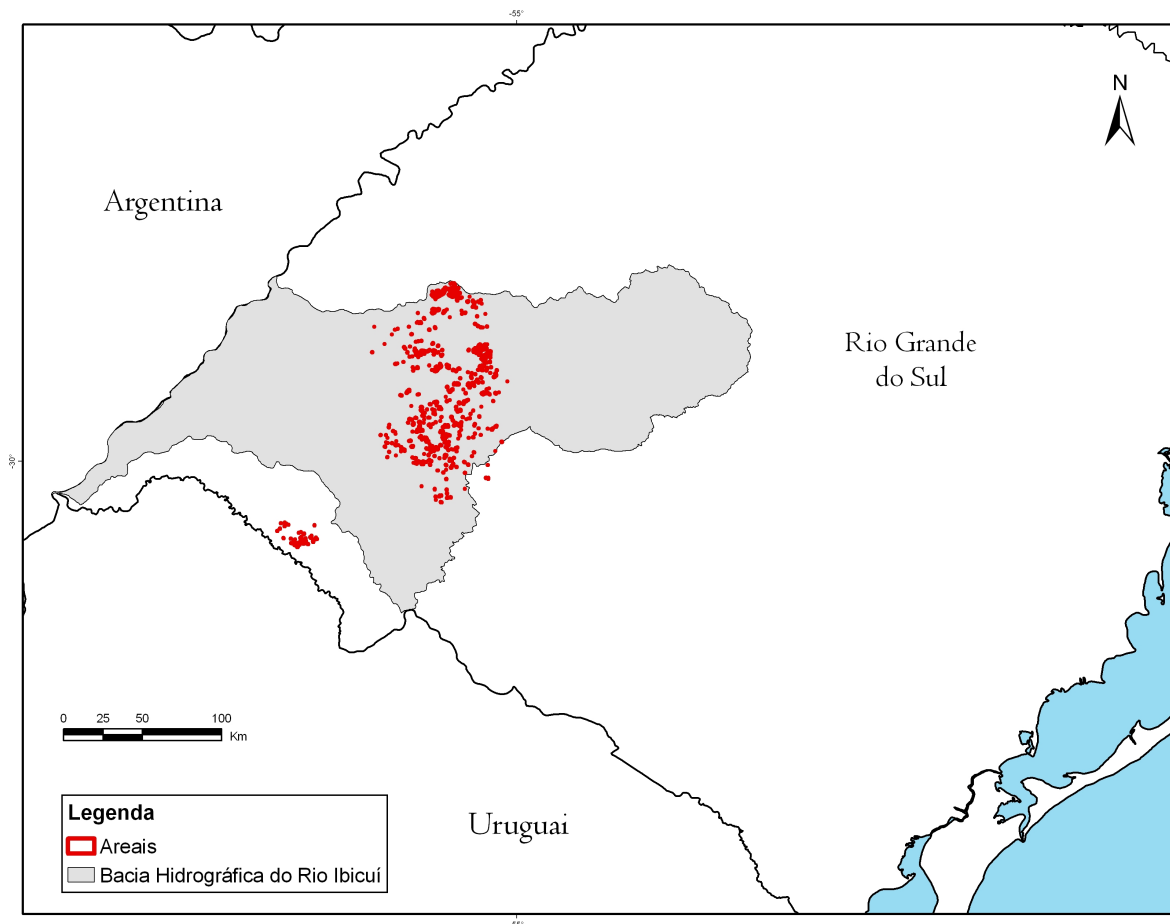 -55°
N
Argentina
Rio Grande
do Sul
-30°
0 25 50 100
Km
Legenda
Areais
Bacia Hidrográfica do Rio Ibicuí
Uruguai
-55°